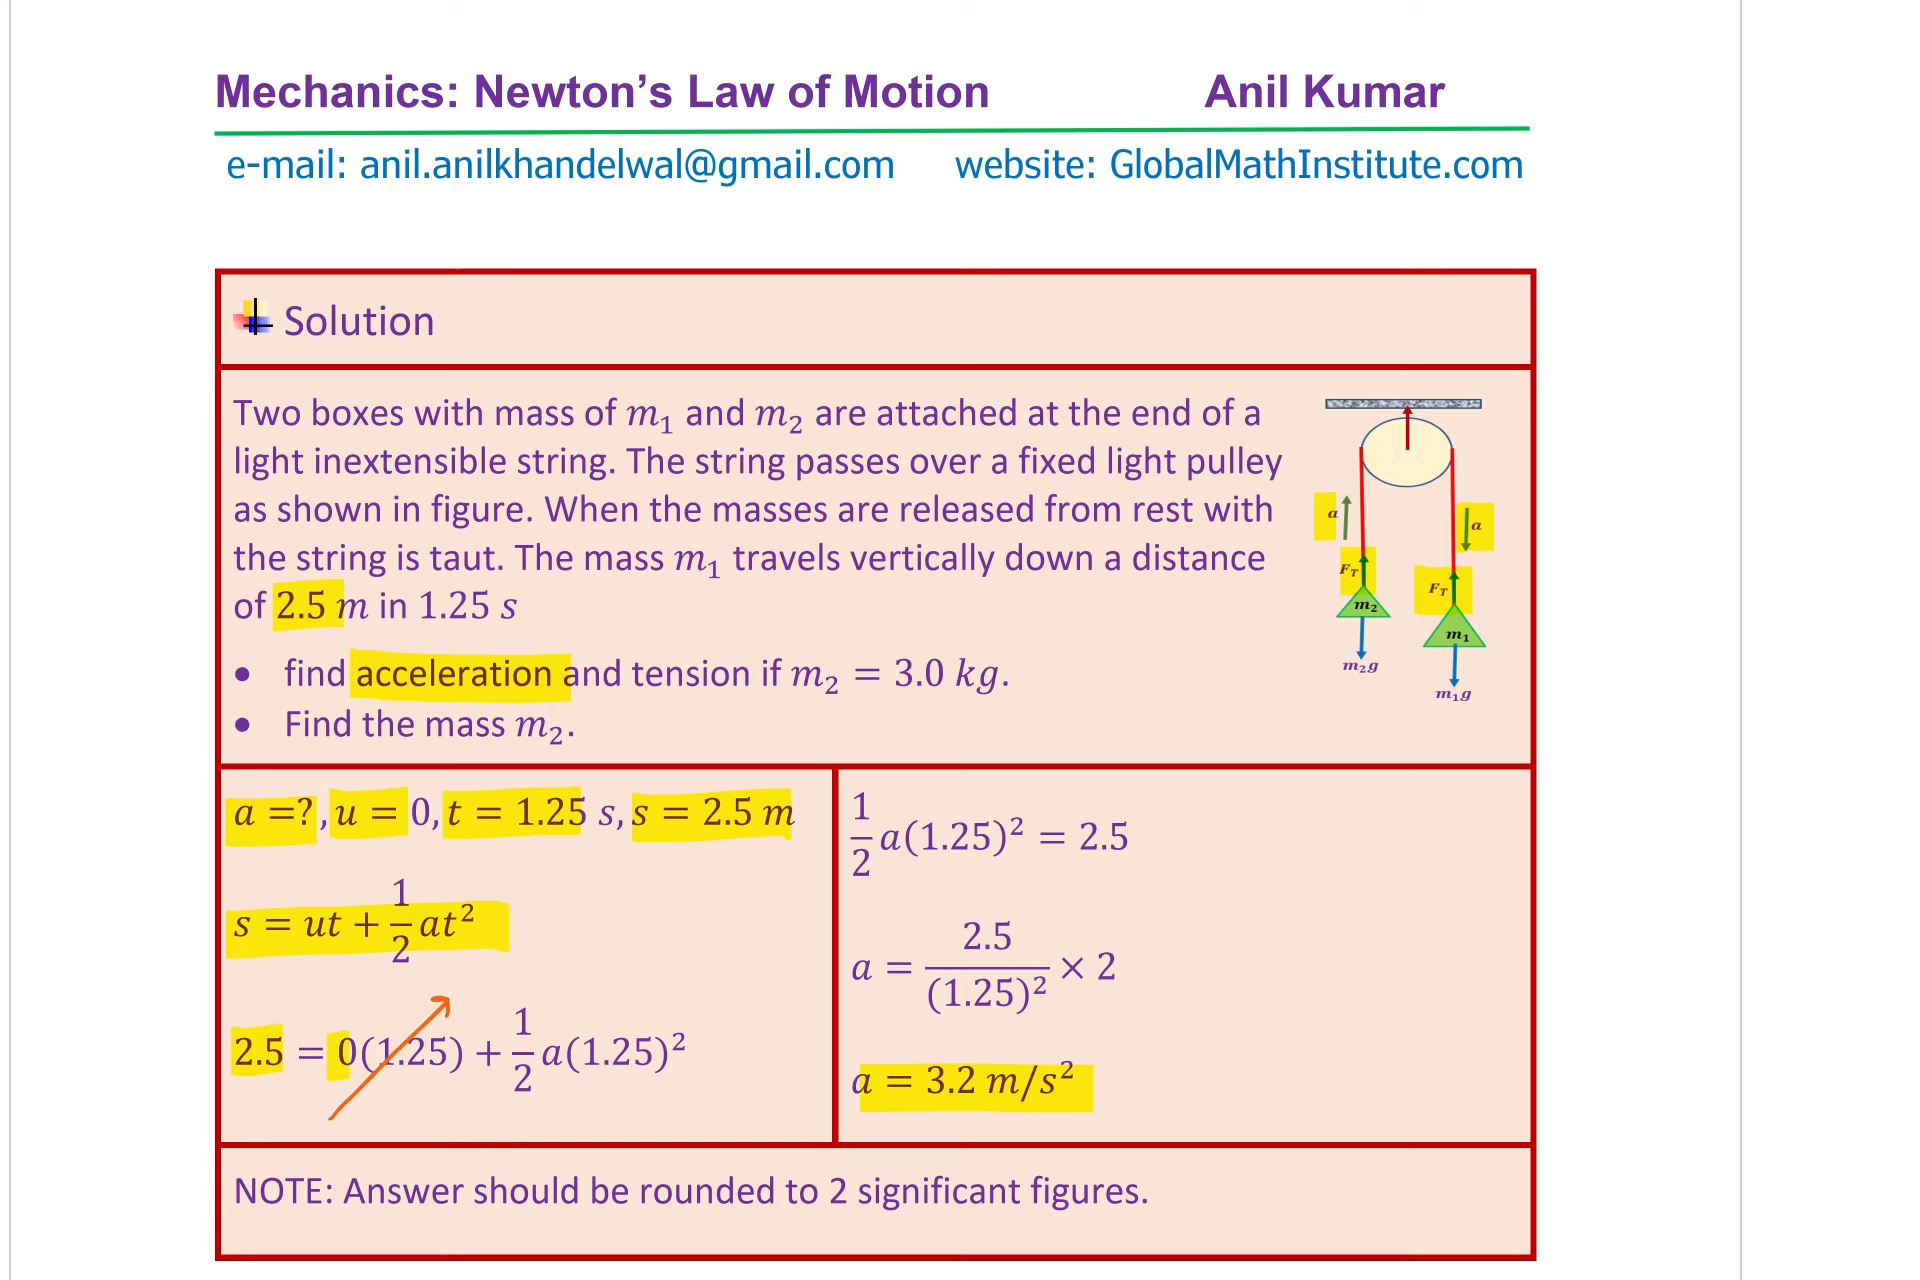 Mechanics: Newton’s Law of Motion Anil Kumar
e-mail: anil.anilkhandelwal@gmail.com website: GlobalMathInstitute.com
Solution
Two boxes with mass of m₁ and m₂ are attached at the end of a
light inextensible string. The string passes over a fixed light pulley
as shown in figure. When the masses are released from rest with
the string is taut. The mass m₁ travels vertically down a distance
of 2.5 m in 1.25 s
• find acceleration and tension if m₂ = 3.0 kg.
• Find the mass m₂.
a
a
F_T
F_T
m₂
m₁
m₂g
m₁g
a =?, u = 0, t = 1.25 s, s = 2.5 m
s = ut + 1/2 at²
2.5 = 0(1.25) + 1/2 a(1.25)²
1/2 a(1.25)² = 2.5
a = 2.5/(1.25)² × 2
a = 3.2 m/s²
NOTE: Answer should be rounded to 2 significant figures.